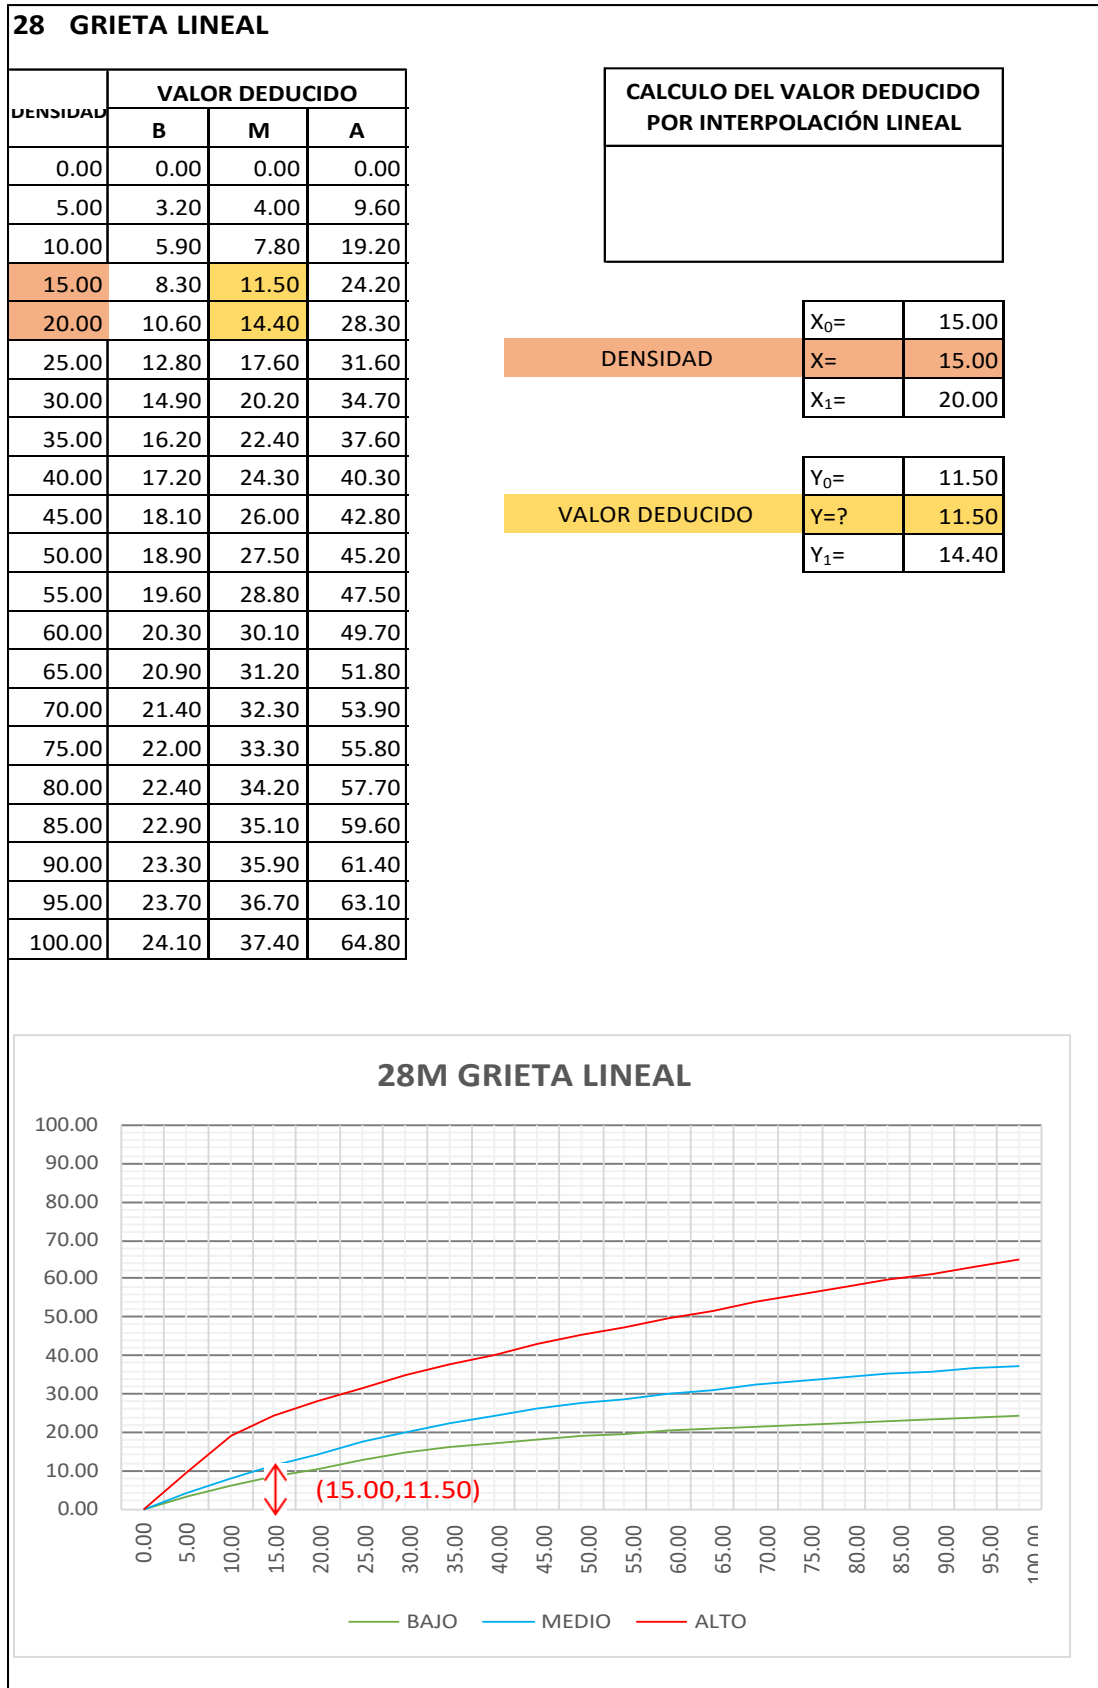 28 GRIETA LINEAL
DENSIDAD VALOR DEDUCIDO
B M A
0.00 0.00 0.00 0.00
5.00 3.20 4.00 9.60
10.00 5.90 7.80 19.20
15.00 8.30 11.50 24.20
20.00 10.60 14.40 28.30
25.00 12.80 17.60 31.60
30.00 14.90 20.20 34.70
35.00 16.20 22.40 37.60
40.00 17.20 24.30 40.30
45.00 18.10 26.00 42.80
50.00 18.90 27.50 45.20
55.00 19.60 28.80 47.50
60.00 20.30 30.10 49.70
65.00 20.90 31.20 51.80
70.00 21.40 32.30 53.90
75.00 22.00 33.30 55.80
80.00 22.40 34.20 57.70
85.00 22.90 35.10 59.60
90.00 23.30 35.90 61.40
95.00 23.70 36.70 63.10
100.00 24.10 37.40 64.80
CALCULO DEL VALOR DEDUCIDO
POR INTERPOLACIÓN LINEAL
X₀= 15.00
DENSIDAD X= 15.00
X₁= 20.00
Y₀= 11.50
VALOR DEDUCIDO Y=? 11.50
Y₁= 14.40
28M GRIETA LINEAL
100.00
90.00
80.00
70.00
60.00
50.00
40.00
30.00
20.00
10.00
0.00
(15.00,11.50)
0.00 5.00 10.00 15.00 20.00 25.00 30.00 35.00 40.00 45.00 50.00 55.00 60.00 65.00 70.00 75.00 80.00 85.00 90.00 95.00 100.00
BAJO MEDIO ALTO